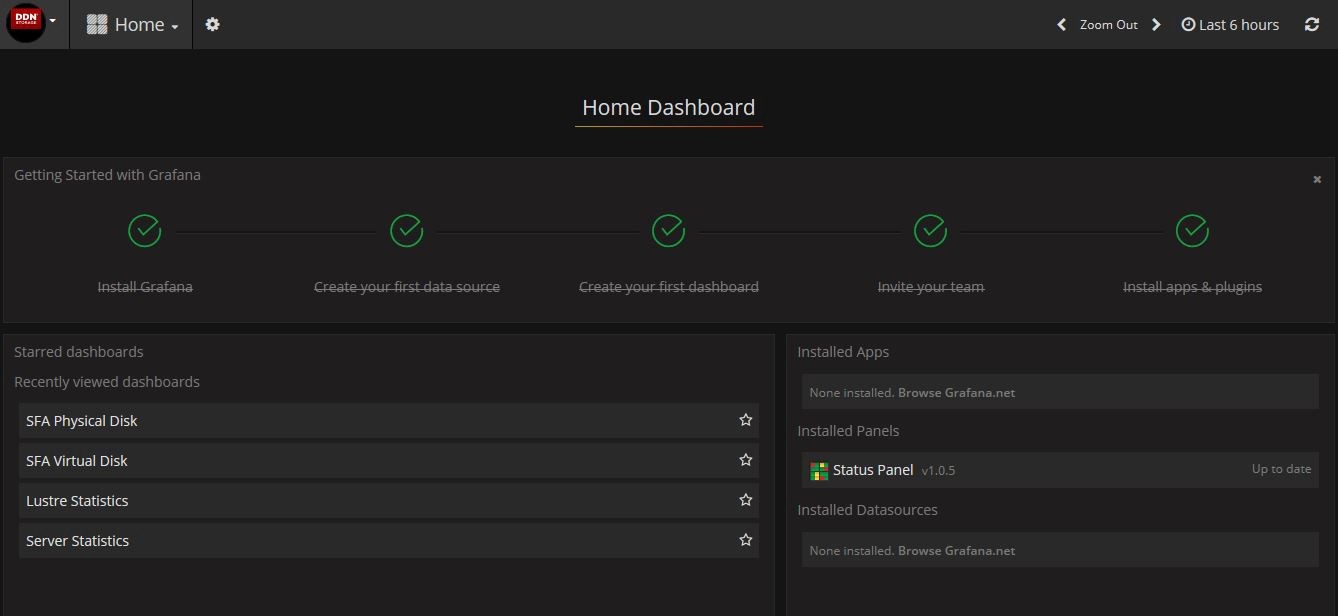 DDN
STORAGE
Home
Zoom Out
Last 6 hours
Home Dashboard
Getting Started with Grafana
Install Grafana
Create your first data source
Create your first dashboard
Invite your team
Install apps & plugins
Starred dashboards
Recently viewed dashboards
SFA Physical Disk
SFA Virtual Disk
Lustre Statistics
Server Statistics
Installed Apps
None installed. Browse Grafana.net
Installed Panels
Status Panel v1.0.5 Up to date
Installed Datasources
None installed. Browse Grafana.net